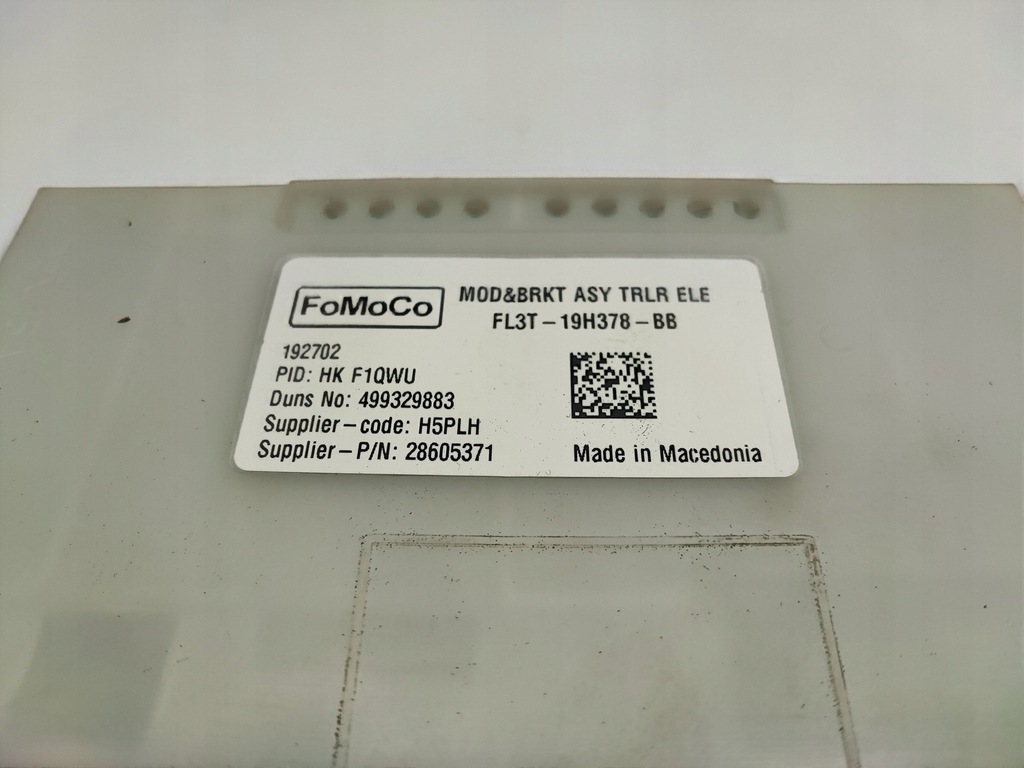 FoMoCo
MOD&BRKT ASY TRLR ELE
FL3T-19H378-BB
192702
PID: HK F1QWU
Duns No: 499329883
Supplier-code: H5PLH
Supplier-P/N: 28605371
Made in Macedonia